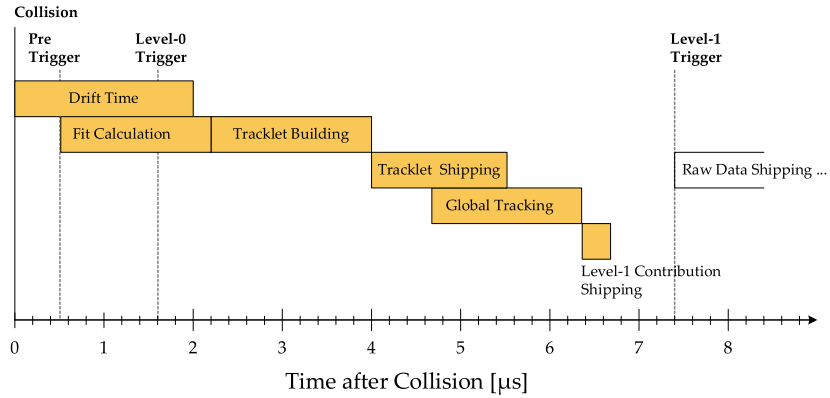 Collision
Pre
Trigger
Level-0
Trigger
Level-1
Trigger
Drift Time
Fit Calculation
Tracklet Building
Tracklet Shipping
Raw Data Shipping ...
Global Tracking
Level-1 Contribution
Shipping
0 1 2 3 4 5 6 7 8
Time after Collision [µs]